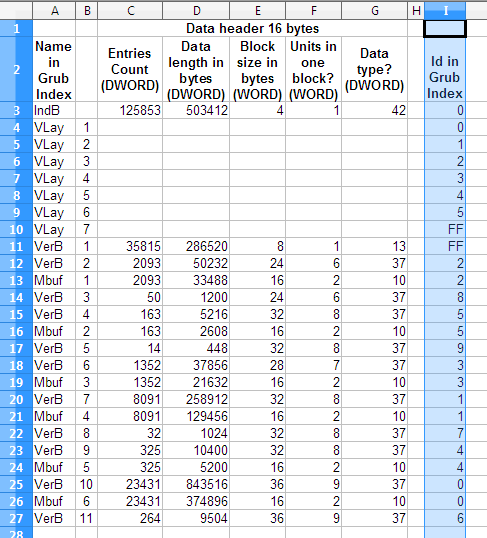 A B C D E F G H I
1 Data header 16 bytes
2 Name in Grub Index Entries Count (DWORD) Data length in bytes (DWORD) Block size in bytes (WORD) Units in one block? (WORD) Data type? (DWORD) Id in Grub Index
3 IndB 125853 503412 4 1 42 0
4 VLay 1 0
5 VLay 2 1
6 VLay 3 2
7 VLay 4 3
8 VLay 5 4
9 VLay 6 5
10 VLay 7 FF
11 VerB 1 35815 286520 8 1 13 FF
12 VerB 2 2093 50232 24 6 37 2
13 Mbuf 1 2093 33488 16 2 10 2
14 VerB 3 50 1200 24 6 37 8
15 VerB 4 163 5216 32 8 37 5
16 Mbuf 2 163 2608 16 2 10 5
17 VerB 5 14 448 32 8 37 9
18 VerB 6 1352 37856 28 7 37 3
19 Mbuf 3 1352 21632 16 2 10 3
20 VerB 7 8091 258912 32 8 37 1
21 Mbuf 4 8091 129456 16 2 10 1
22 VerB 8 32 1024 32 8 37 7
23 VerB 9 325 10400 32 8 37 4
24 Mbuf 5 325 5200 16 2 10 4
25 VerB 10 23431 843516 36 9 37 0
26 Mbuf 6 23431 374896 16 2 10 0
27 VerB 11 264 9504 36 9 37 6
28